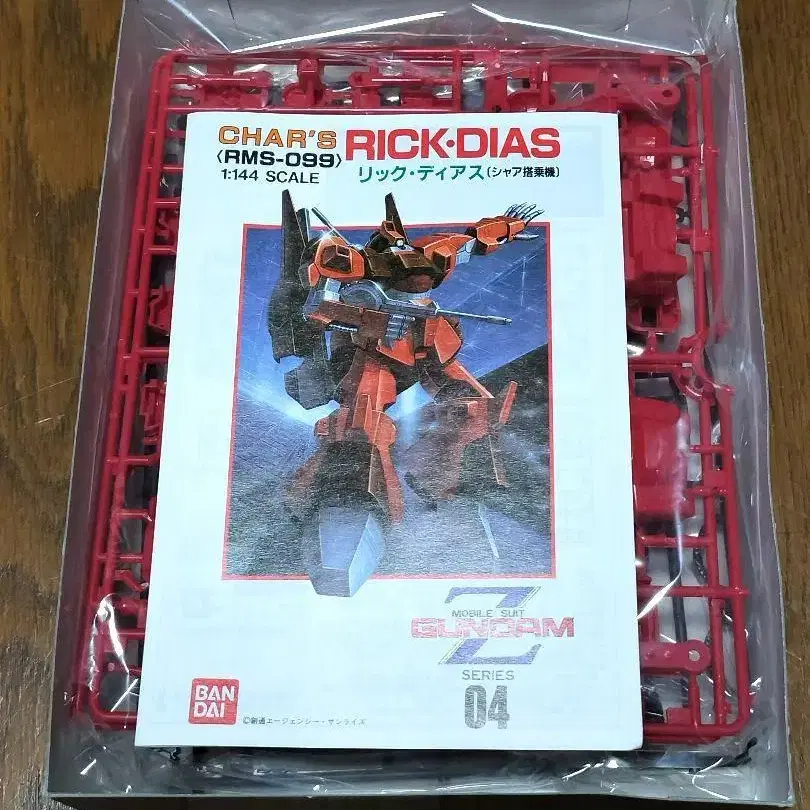 CHAR'S RICK・DIAS
〈RMS-099〉
1:144 SCALE リック・ディアス(シャア搭乗機)
MOBILE SUIT
Z
GUNDAM
SERIES
04
BAN
DAI
©創通エージェンシー・サンライズ